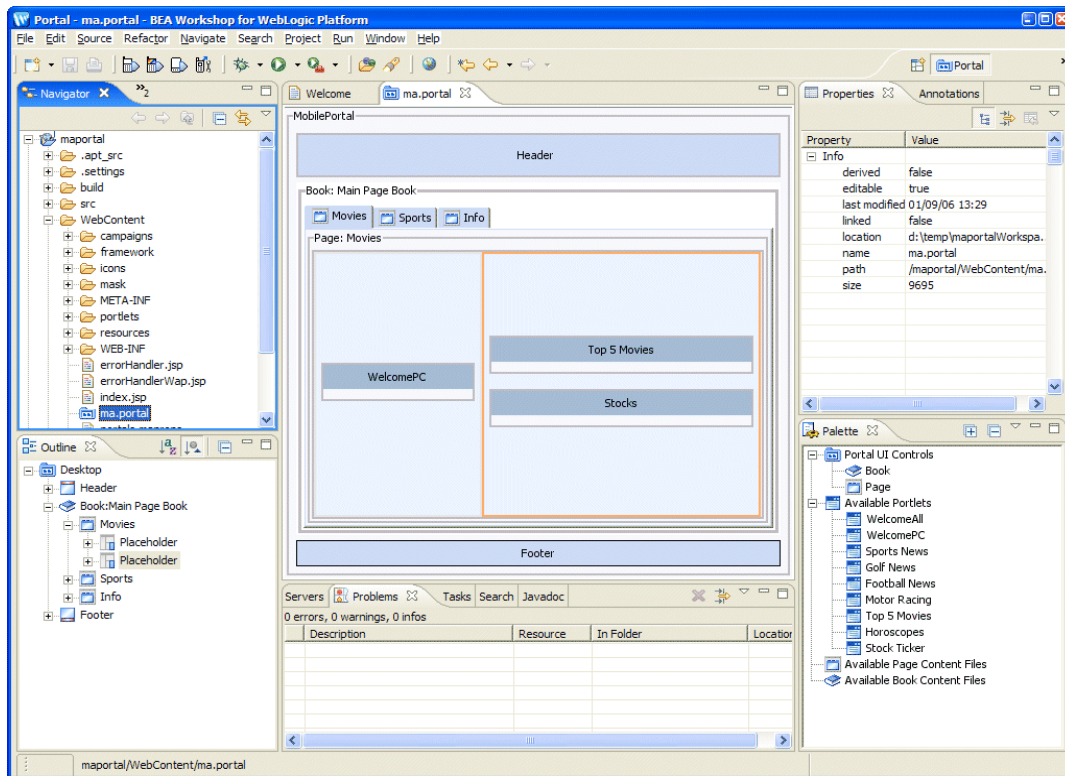 Portal - ma.portal - BEA Workshop for WebLogic Platform
File Edit Source Refactor Navigate Search Project Run Window Help
Portal
Navigator
2
maportal
.apt_src
.settings
build
src
WebContent
campaigns
framework
icons
mask
META-INF
portlets
resources
WEB-INF
errorHandler.jsp
errorHandlerWap.jsp
index.jsp
ma.portal
Outline
Desktop
Header
Book:Main Page Book
Movies
Placeholder
Placeholder
Sports
Info
Footer
Welcome ma.portal
MobilePortal
Header
Book: Main Page Book
Movies Sports Info
Page: Movies
WelcomePC
Top 5 Movies
Stocks
Footer
Servers Problems Tasks Search Javadoc
0 errors, 0 warnings, 0 infos
Description Resource In Folder Location
Properties Annotations
Property Value
Info
derived false
editable true
last modified 01/09/06 13:29
linked false
location d:\temp\maportalWorkspa.
name ma.portal
path /maportal/WebContent/ma.
size 9695
Palette
Portal UI Controls
Book
Page
Available Portlets
WelcomeAll
WelcomePC
Sports News
Golf News
Football News
Motor Racing
Top 5 Movies
Horoscopes
Stock Ticker
Available Page Content Files
Available Book Content Files
maportal/WebContent/ma.portal